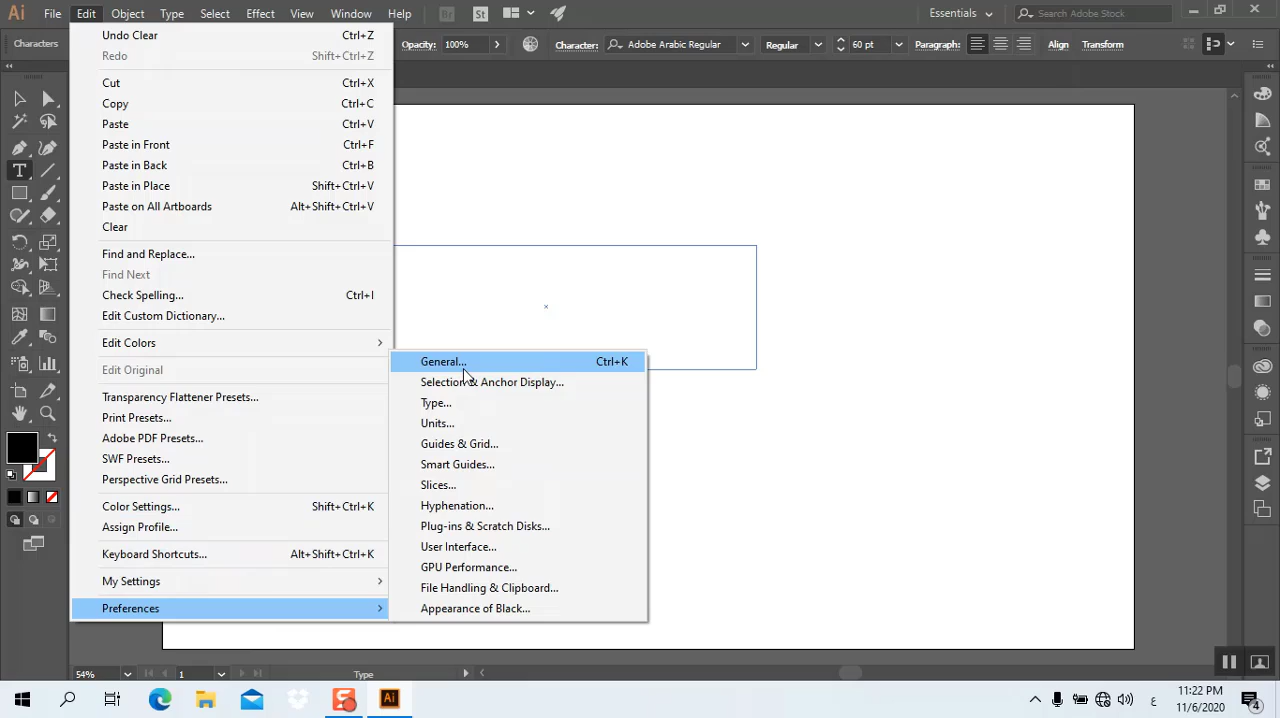 Ai File Edit Object Type Select Effect View Window Help Br St Essentials Search Adobe Stock
Characters Opacity: 100% Character: Adobe Arabic Regular Regular 60 pt Paragraph: Align Transform
Undo Clear Ctrl+Z
Redo Shift+Ctrl+Z
Cut Ctrl+X
Copy Ctrl+C
Paste Ctrl+V
Paste in Front Ctrl+F
Paste in Back Ctrl+B
Paste in Place Shift+Ctrl+V
Paste on All Artboards Alt+Shift+Ctrl+V
Clear
Find and Replace...
Find Next
Check Spelling... Ctrl+I
Edit Custom Dictionary...
Edit Colors
Edit Original
Transparency Flattener Presets...
Print Presets...
Adobe PDF Presets...
SWF Presets...
Perspective Grid Presets...
Color Settings... Shift+Ctrl+K
Assign Profile...
Keyboard Shortcuts... Alt+Shift+Ctrl+K
My Settings
Preferences
General... Ctrl+K
Selection & Anchor Display...
Type...
Units...
Guides & Grid...
Smart Guides...
Slices...
Hyphenation...
Plug-ins & Scratch Disks...
User Interface...
GPU Performance...
File Handling & Clipboard...
Appearance of Black...
54% 1 Type
Ai ع 11:22 PM
11/6/2020 4